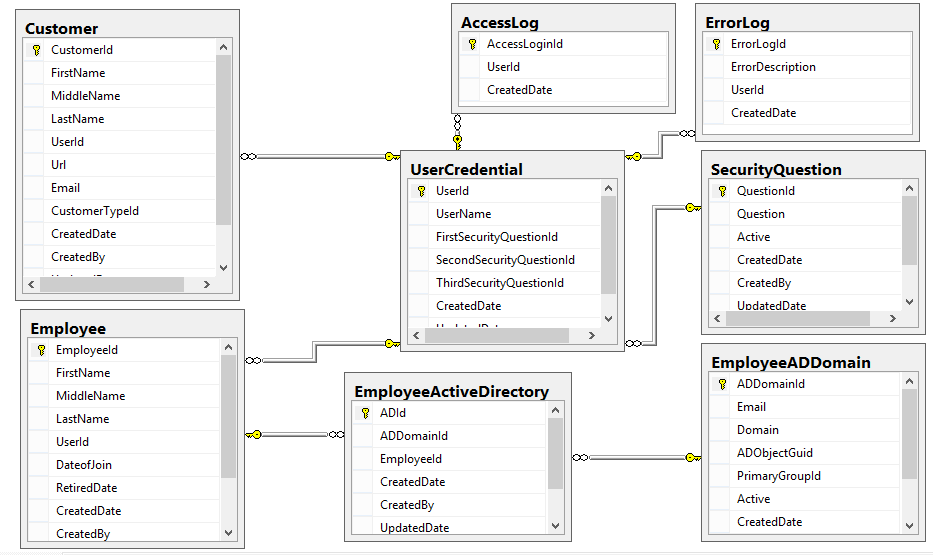 Customer
CustomerId
FirstName
MiddleName
LastName
UserId
Url
Email
CustomerTypeId
CreatedDate
CreatedBy
AccessLog
AccessLoginId
UserId
CreatedDate
ErrorLog
ErrorLogId
ErrorDescription
UserId
CreatedDate
UserCredential
UserId
UserName
FirstSecurityQuestionId
SecondSecurityQuestionId
ThirdSecurityQuestionId
CreatedDate
SecurityQuestion
QuestionId
Question
Active
CreatedDate
CreatedBy
UpdatedDate
Employee
EmployeeId
FirstName
MiddleName
LastName
UserId
DateofJoin
RetiredDate
CreatedDate
CreatedBy
EmployeeActiveDirectory
ADId
ADDomainId
EmployeeId
CreatedDate
CreatedBy
UpdatedDate
EmployeeADDomain
ADDomainId
Email
Domain
ADObjectGuid
PrimaryGroupId
Active
CreatedDate